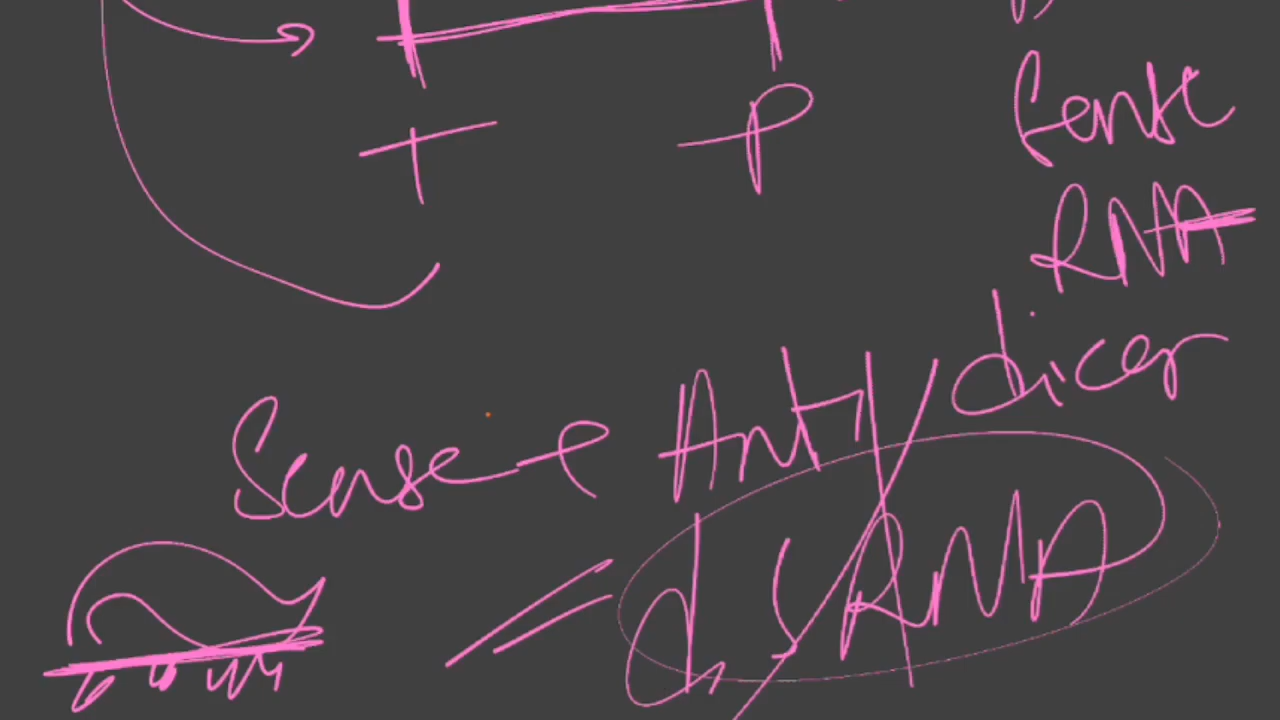 T P
Sense
RNA
dicer
Sense + Anti
= dsRNA